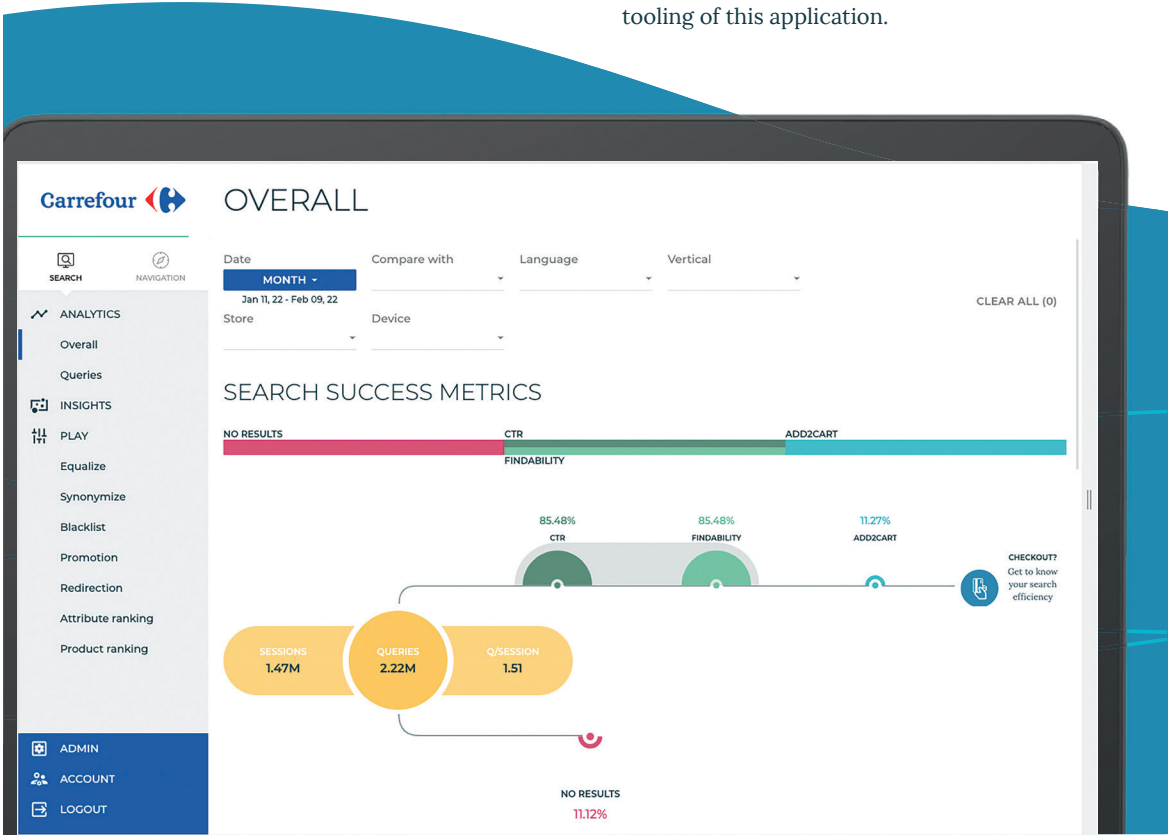 tooling of this application.
Carrefour
OVERALL
SEARCH
NAVIGATION
Date
Compare with
Language
Vertical
MONTH
Jan 11, 22 - Feb 09, 22
CLEAR ALL (0)
Store
Device
ANALYTICS
Overall
Queries
INSIGHTS
PLAY
Equalize
Synonymize
Blacklist
Promotion
Redirection
Attribute ranking
Product ranking
ADMIN
ACCOUNT
LOGOUT
SEARCH SUCCESS METRICS
NO RESULTS
CTR
ADD2CART
FINDABILITY
85.48%
CTR
85.48%
FINDABILITY
11.27%
ADD2CART
CHECKOUT?
Get to know
your search
efficiency
SESSIONS
1.47M
QUERIES
2.22M
Q/SESSION
1.51
NO RESULTS
11.12%